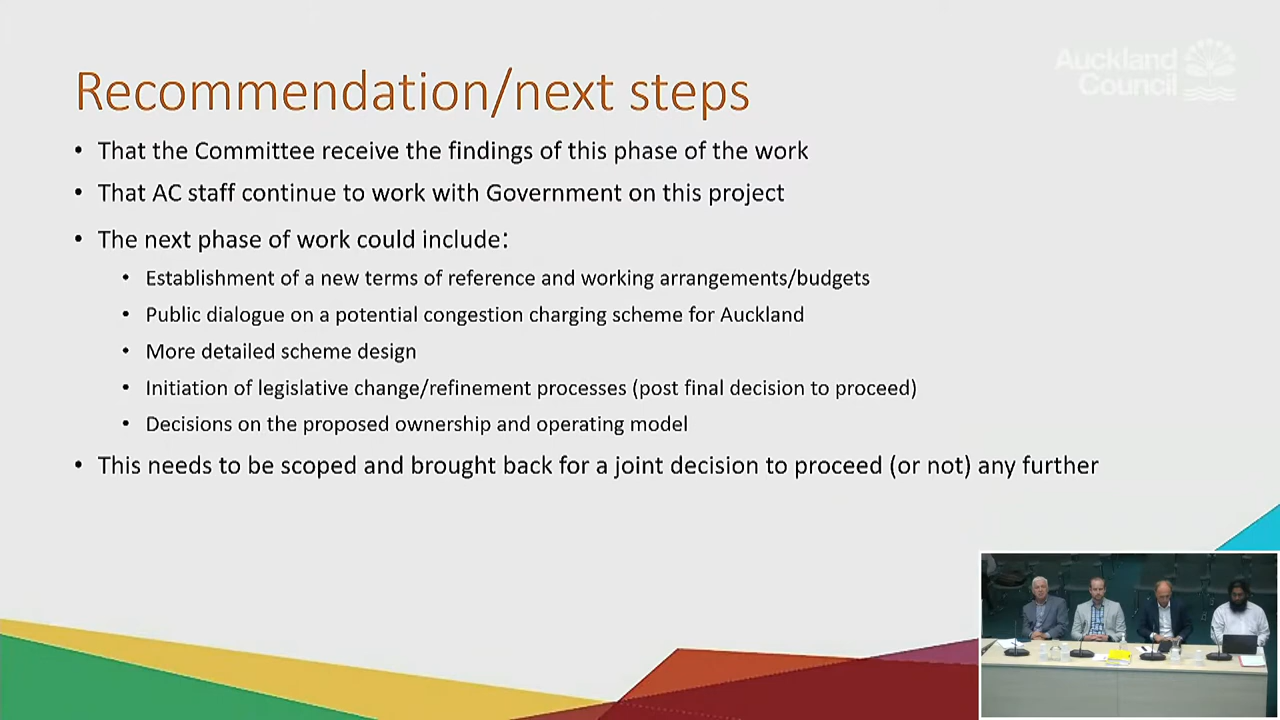 Auckland
Council
Recommendation/next steps
• That the Committee receive the findings of this phase of the work
• That AC staff continue to work with Government on this project
• The next phase of work could include:
• Establishment of a new terms of reference and working arrangements/budgets
• Public dialogue on a potential congestion charging scheme for Auckland
• More detailed scheme design
• Initiation of legislative change/refinement processes (post final decision to proceed)
• Decisions on the proposed ownership and operating model
• This needs to be scoped and brought back for a joint decision to proceed (or not) any further